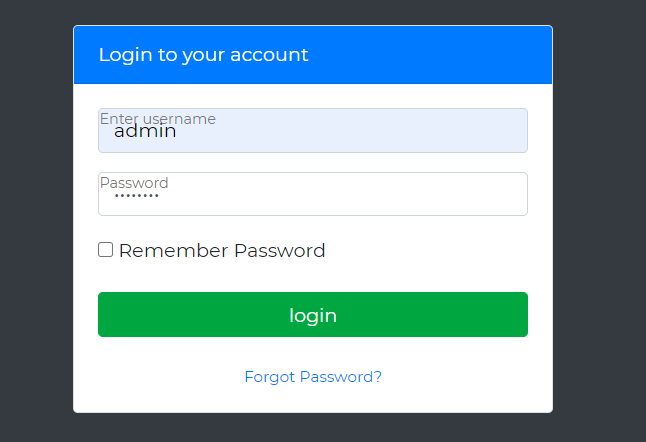 Login to your account
Enter username
admin
Password
········
Remember Password
login
Forgot Password?